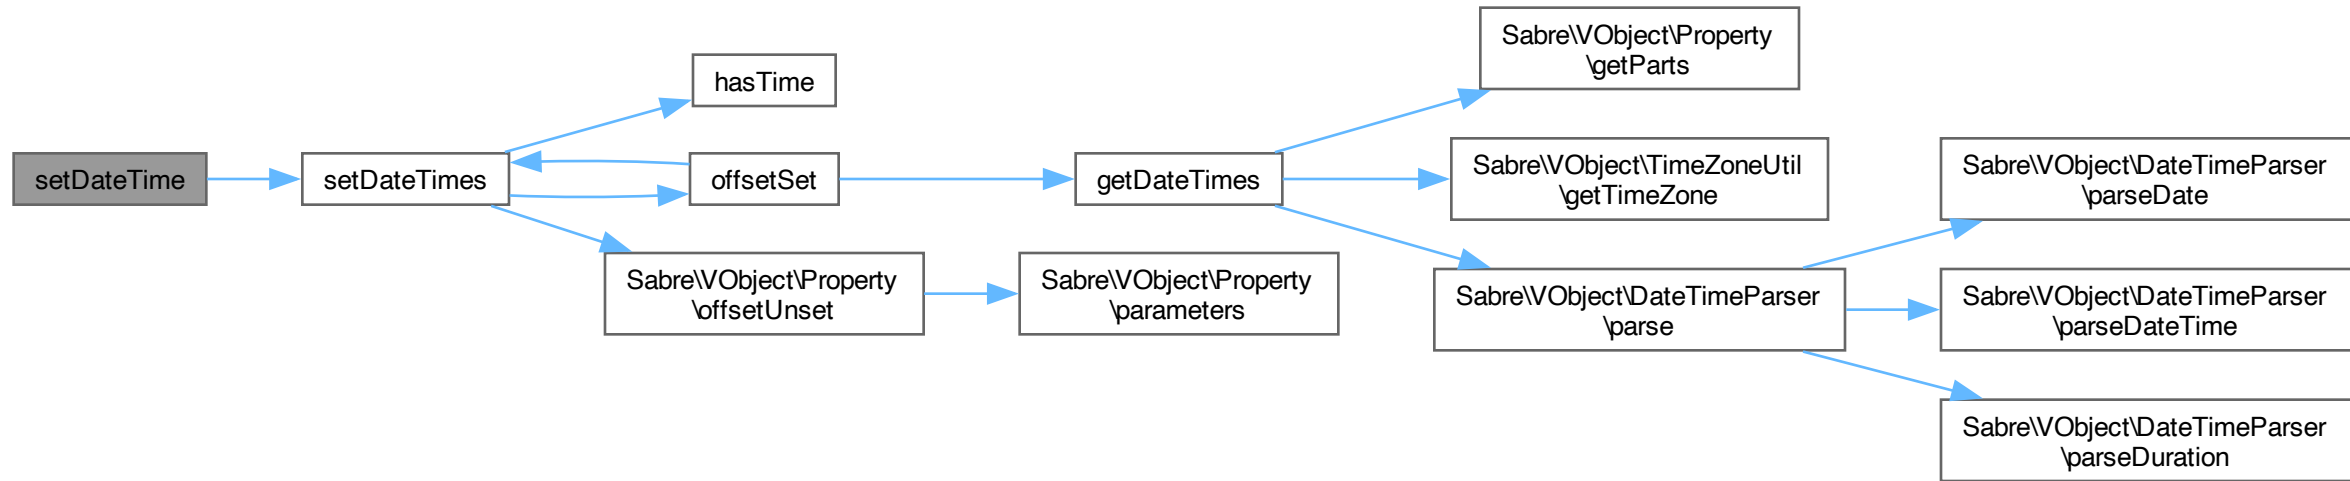 setDateTime
setDateTimes
hasTime
offsetSet
Sabre\VObject\Property
\offsetUnset
getDateTimes
Sabre\VObject\Property
\parameters
Sabre\VObject\Property
\getParts
Sabre\VObject\TimeZoneUtil
\getTimeZone
Sabre\VObject\DateTimeParser
\parse
Sabre\VObject\DateTimeParser
\parseDate
Sabre\VObject\DateTimeParser
\parseDateTime
Sabre\VObject\DateTimeParser
\parseDuration